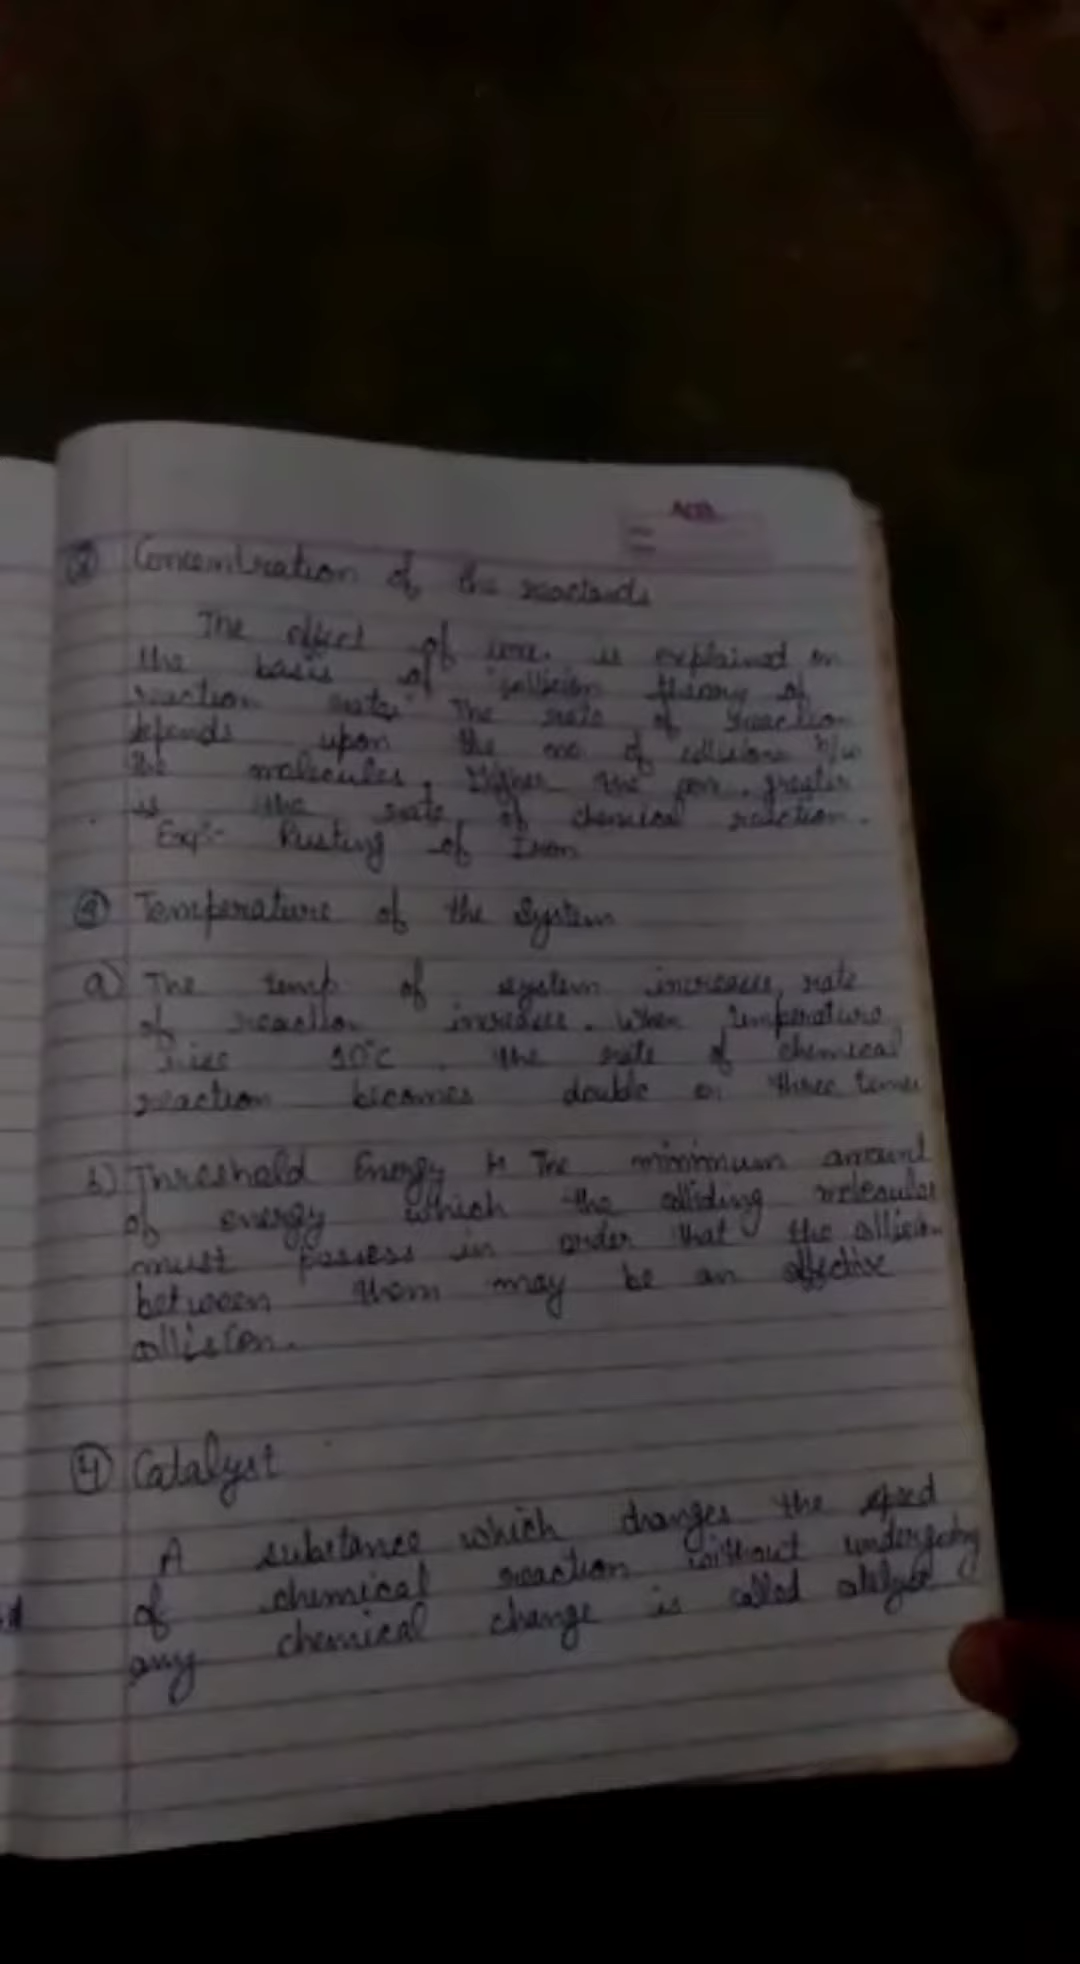 ② Concentration of the reactants
The effect of conc. is explained on
the basis of collision theory of
reaction rates. The rate of reaction
depends upon the no. of collisions b/w
the molecules. Higher the con. greater
is the rate of chemical reaction.
Exp:- Rusting of Iron
③ Temperature of the System
a) The temp. of system increase, rate
of reaction increase. When temperature
rises 10°C. the rate of chemical
reaction becomes double or three times
b) Threshold Energy :- The minimum amount
of energy which the colliding molecules
must possess in order that the collision
between them may be an effective
collision.
④ Catalyst
A substance which changes the speed
of chemical reaction without undergoing
any chemical change is called catalyst